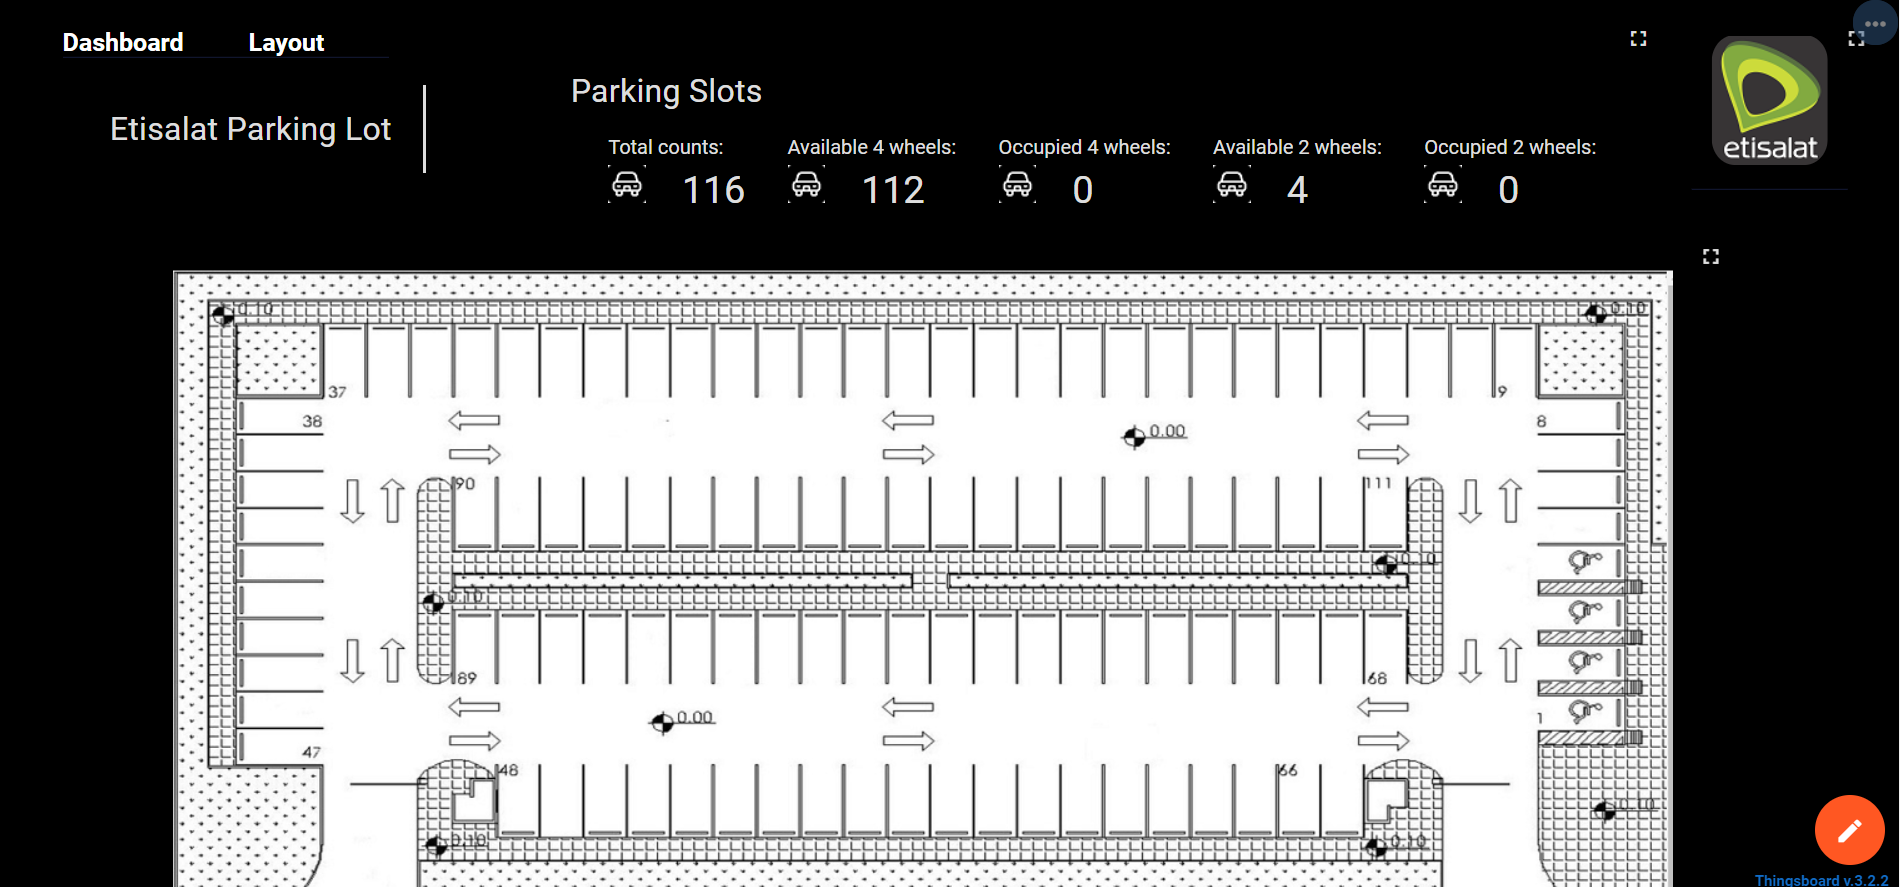 Dashboard Layout
Etisalat Parking Lot
Parking Slots
Total counts: Available 4 wheels: Occupied 4 wheels: Available 2 wheels: Occupied 2 wheels:
116 112 0 4 0
etisalat
0.10 0.10
37 9
38 8
0.00
90 111
0.10
0.10
89 68
0.00 1
47
48 66
0.10
0.10 0.10
Thingsboard v.3.2.2